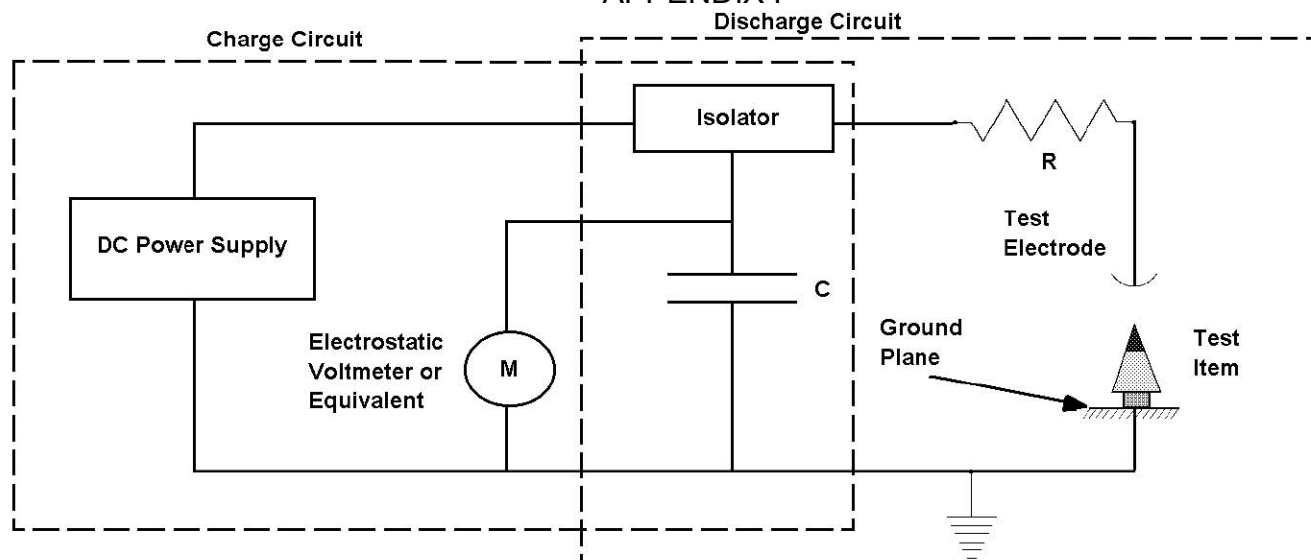 Discharge Circuit
Charge Circuit
Isolator
R
DC Power Supply
Test
Electrode
C
Electrostatic
Voltmeter or
Equivalent
M
Ground
Plane
Test
Item